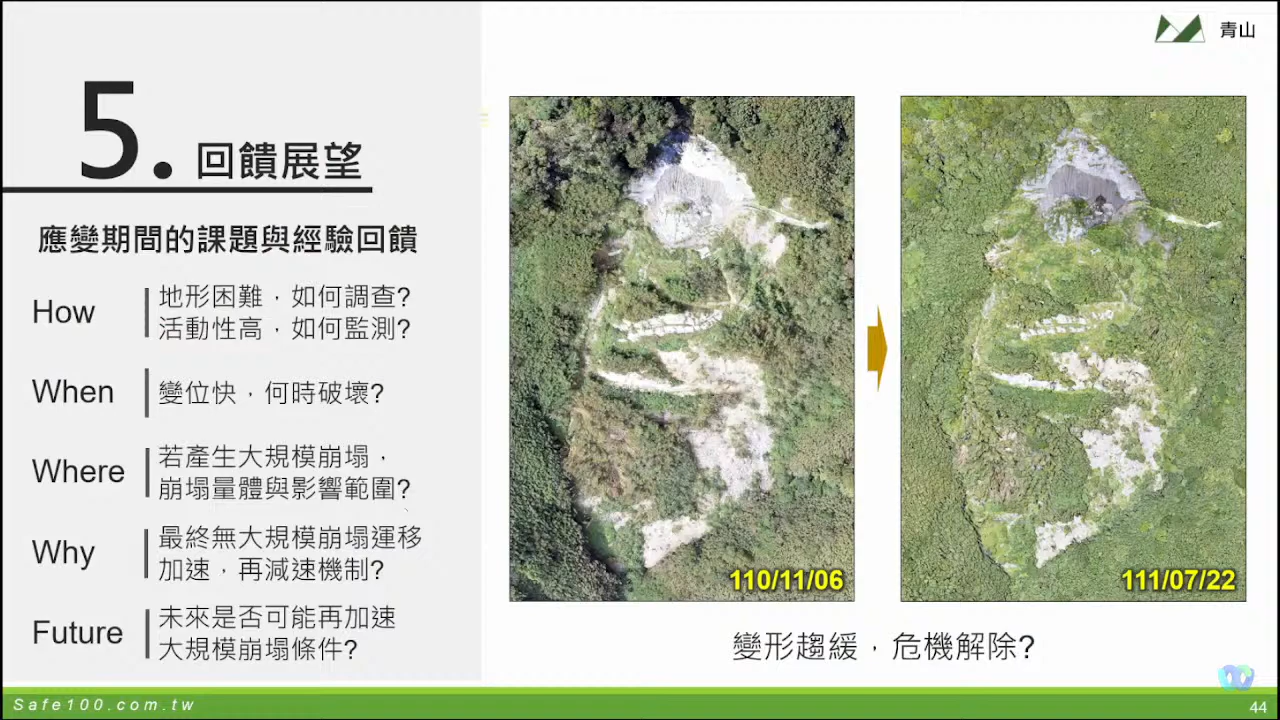 青山
5. 回饋展望
應變期間的課題與經驗回饋
How
地形困難，如何調查?
活動性高，如何監測?
When
變位快，何時破壞?
Where
若產生大規模崩塌，
崩塌量體與影響範圍?
Why
最終無大規模崩塌運移
加速，再減速機制?
Future
未來是否可能再加速
大規模崩塌條件?
110/11/06
111/07/22
變形趨緩，危機解除?
Safe100.com.tw
44